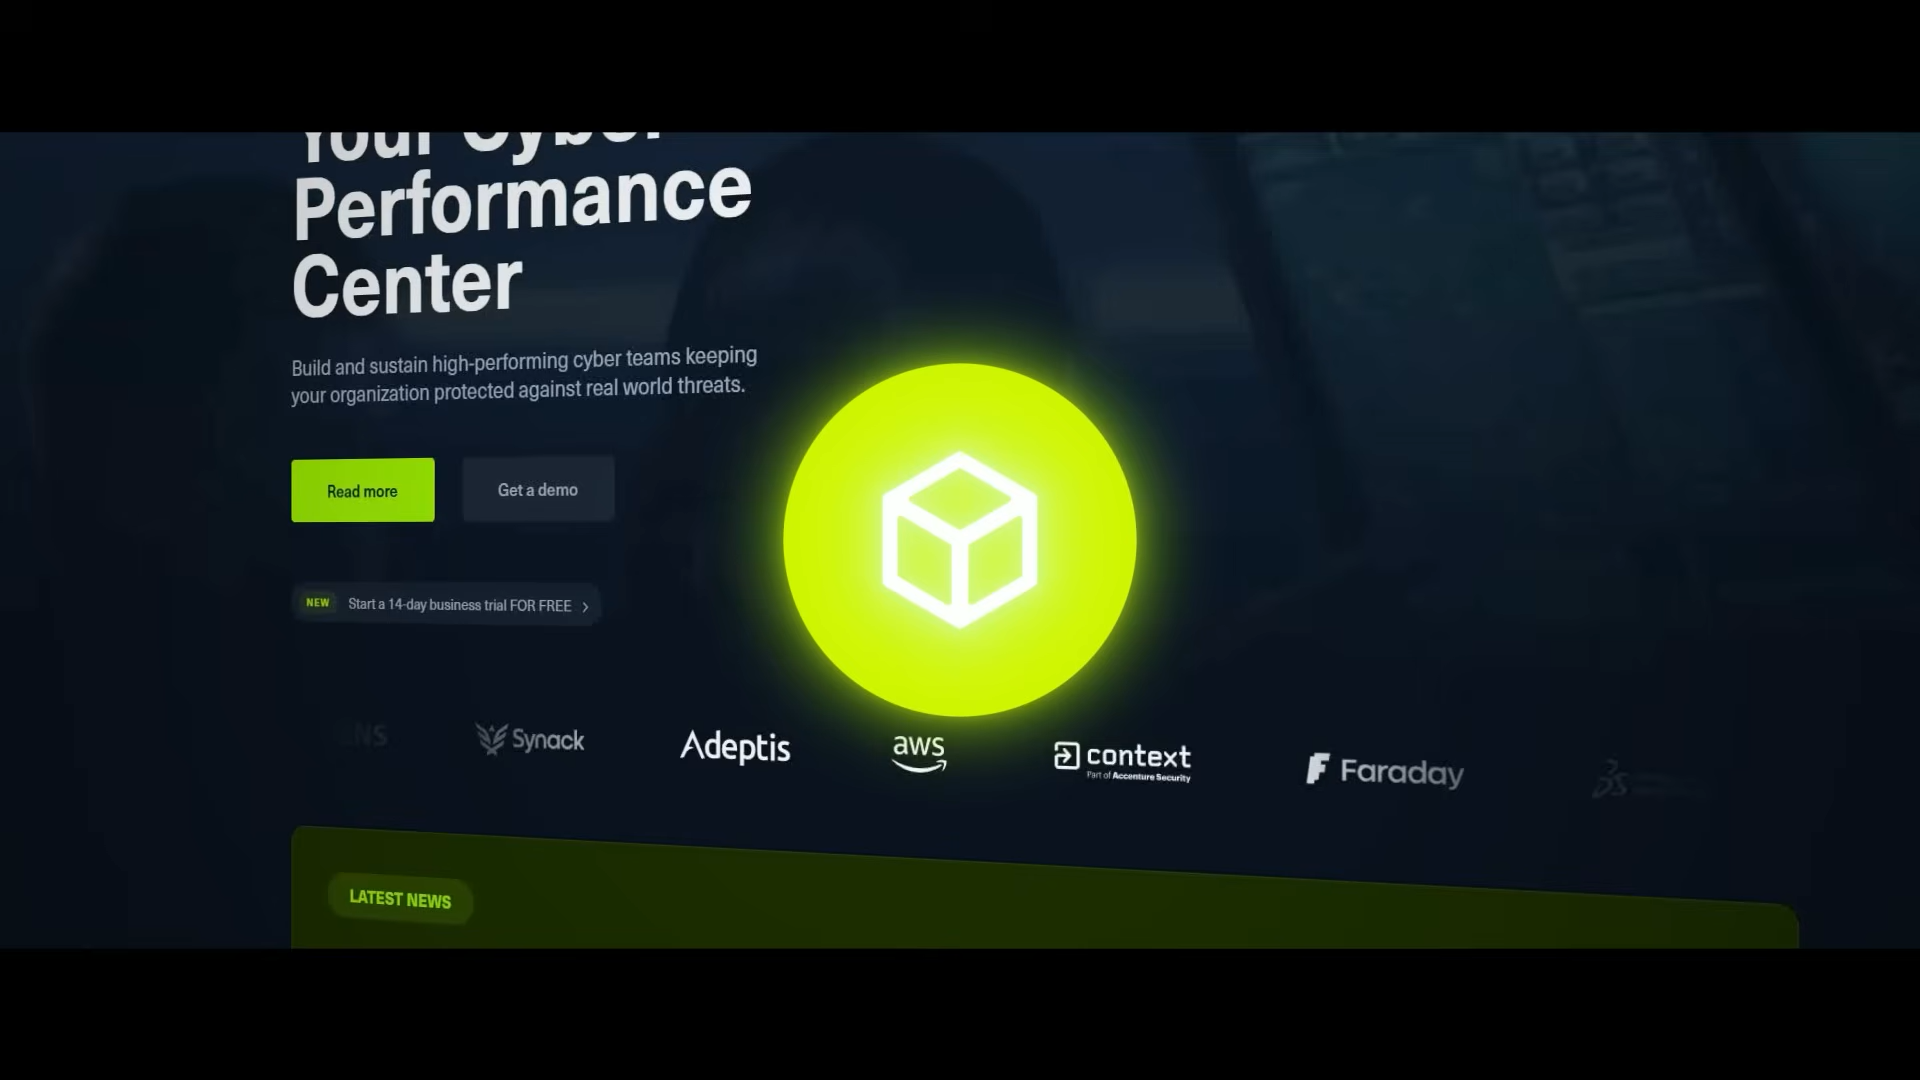 Your Cyber
Performance
Center
Build and sustain high-performing cyber teams keeping
your organization protected against real world threats.
Read more
Get a demo
NEW
Start a 14-day business trial FOR FREE
Synack
Adeptis
aws
context
Part of Accenture Security
Faraday
LATEST NEWS